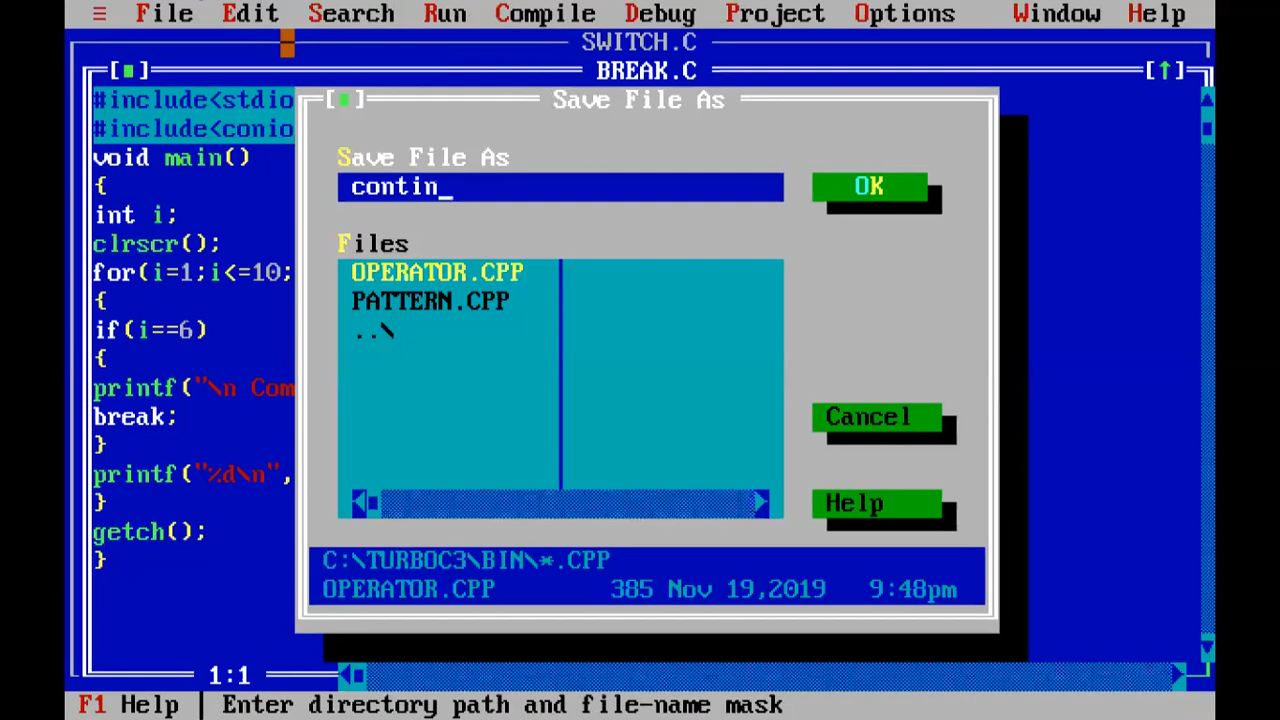 ≡ File Edit Search Run Compile Debug Project Options Window Help
SWITCH.C
[■] BREAK.C [↑]
#include<stdio
#include<conio
void main()
{
int i;
clrscr();
for(i=1;i<=10;
{
if(i==6)
{
printf("\n Com
break;
}
printf("%d\n",
}
getch();
}
1:1
[■] Save File As
Save File As
contin_
OK
Files
OPERATOR.CPP
PATTERN.CPP
..\
Cancel
Help
C:\TURBOC3\BIN\*.CPP
OPERATOR.CPP 385 Nov 19,2019 9:48pm
F1 Help │ Enter directory path and file-name mask